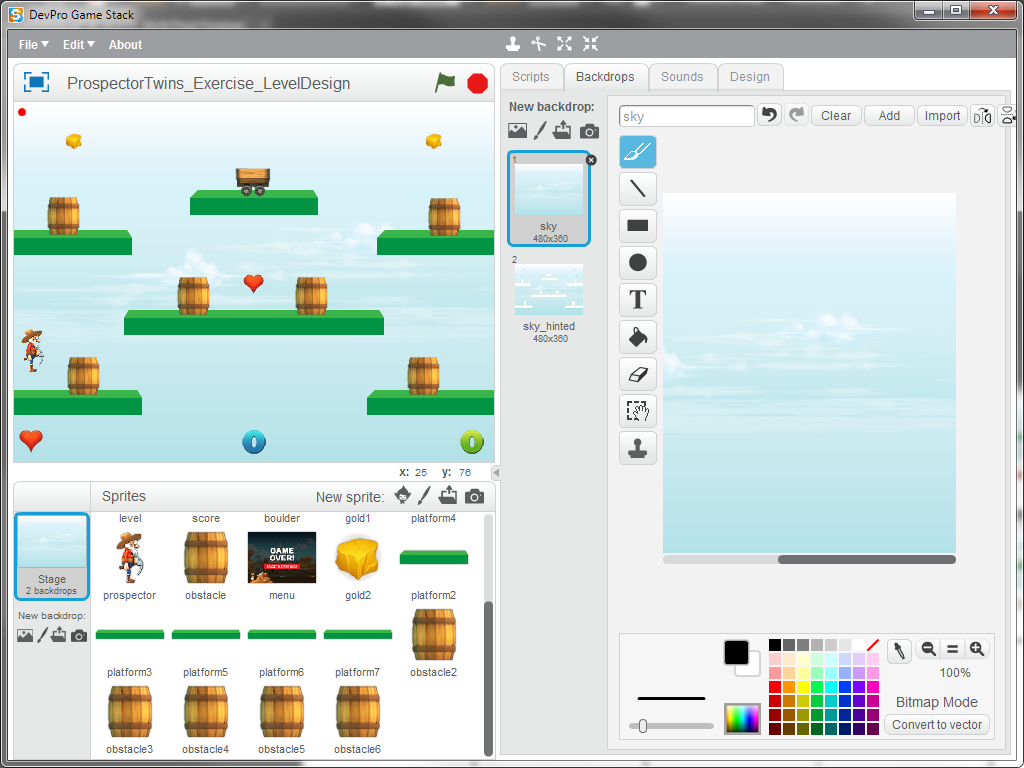 DevPro Game Stack
File Edit About
ProspectorTwins_Exercise_LevelDesign
Scripts Backdrops Sounds Design
New backdrop:
sky
Clear Add Import
1
sky
480x360
2
sky_hinted
480x360
T
0 0
x: 25 y: 76
Sprites New sprite:
level score boulder gold1 platform4
Stage
2 backdrops
New backdrop:
GAME
OVER!
prospector obstacle menu gold2 platform2
platform3 platform5 platform6 platform7 obstacle2
obstacle3 obstacle4 obstacle5 obstacle6
100%
Bitmap Mode
Convert to vector